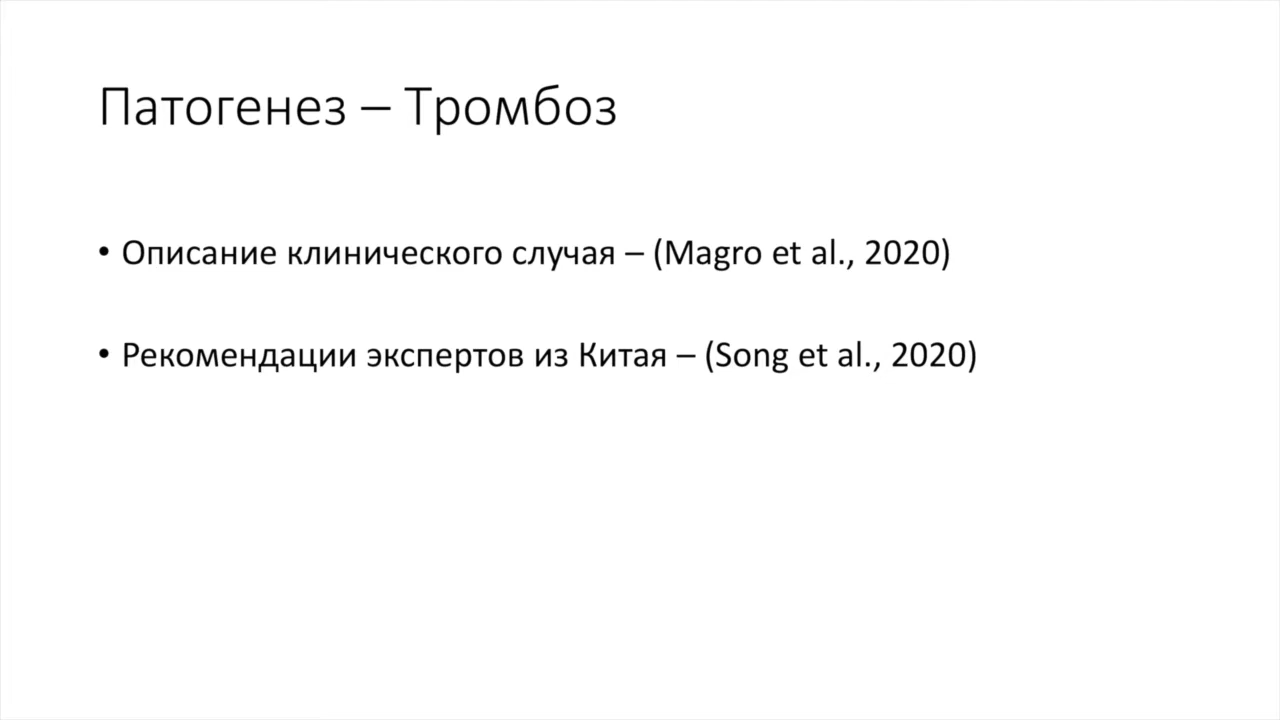 Патогенез – Тромбоз
• Описание клинического случая – (Magro et al., 2020)
• Рекомендации экспертов из Китая – (Song et al., 2020)